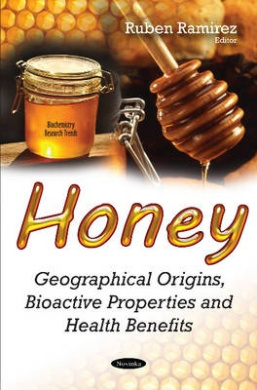 Ruben Ramirez
Editor
Biochemistry
Research Trends
Honey
Geographical Origins,
Bioactive Properties and
Health Benefits
Novinka